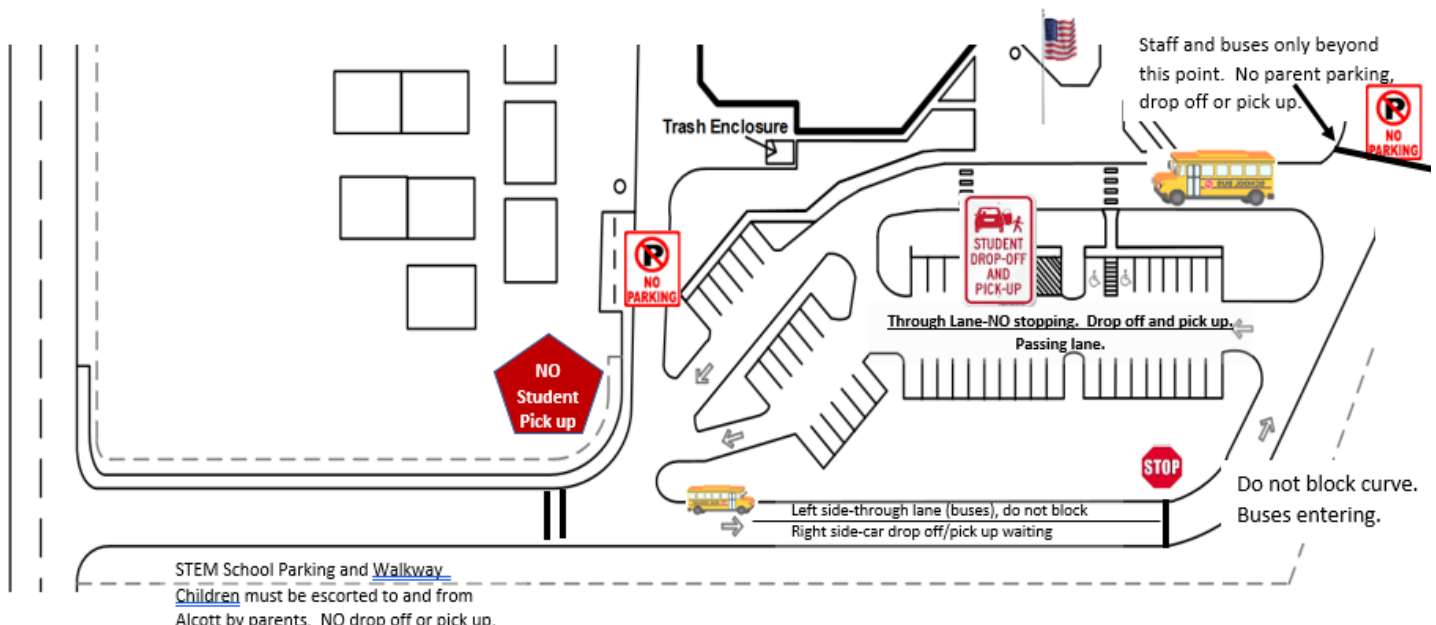 Staff and buses only beyond
this point. No parent parking,
drop off or pick up.
P
NO
PARKING
Trash Enclosure
SCHOOL BUS
STUDENT
DROP-OFF
AND
PICK-UP
P
NO
PARKING
Through Lane-NO stopping. Drop off and pick up.
Passing lane.
NO
Student
Pick up
STOP
Do not block curve.
Buses entering.
Left side-through lane (buses), do not block
Right side-car drop off/pick up waiting
STEM School Parking and Walkway
Children must be escorted to and from
Alcott by parents. NO drop off or pick up.